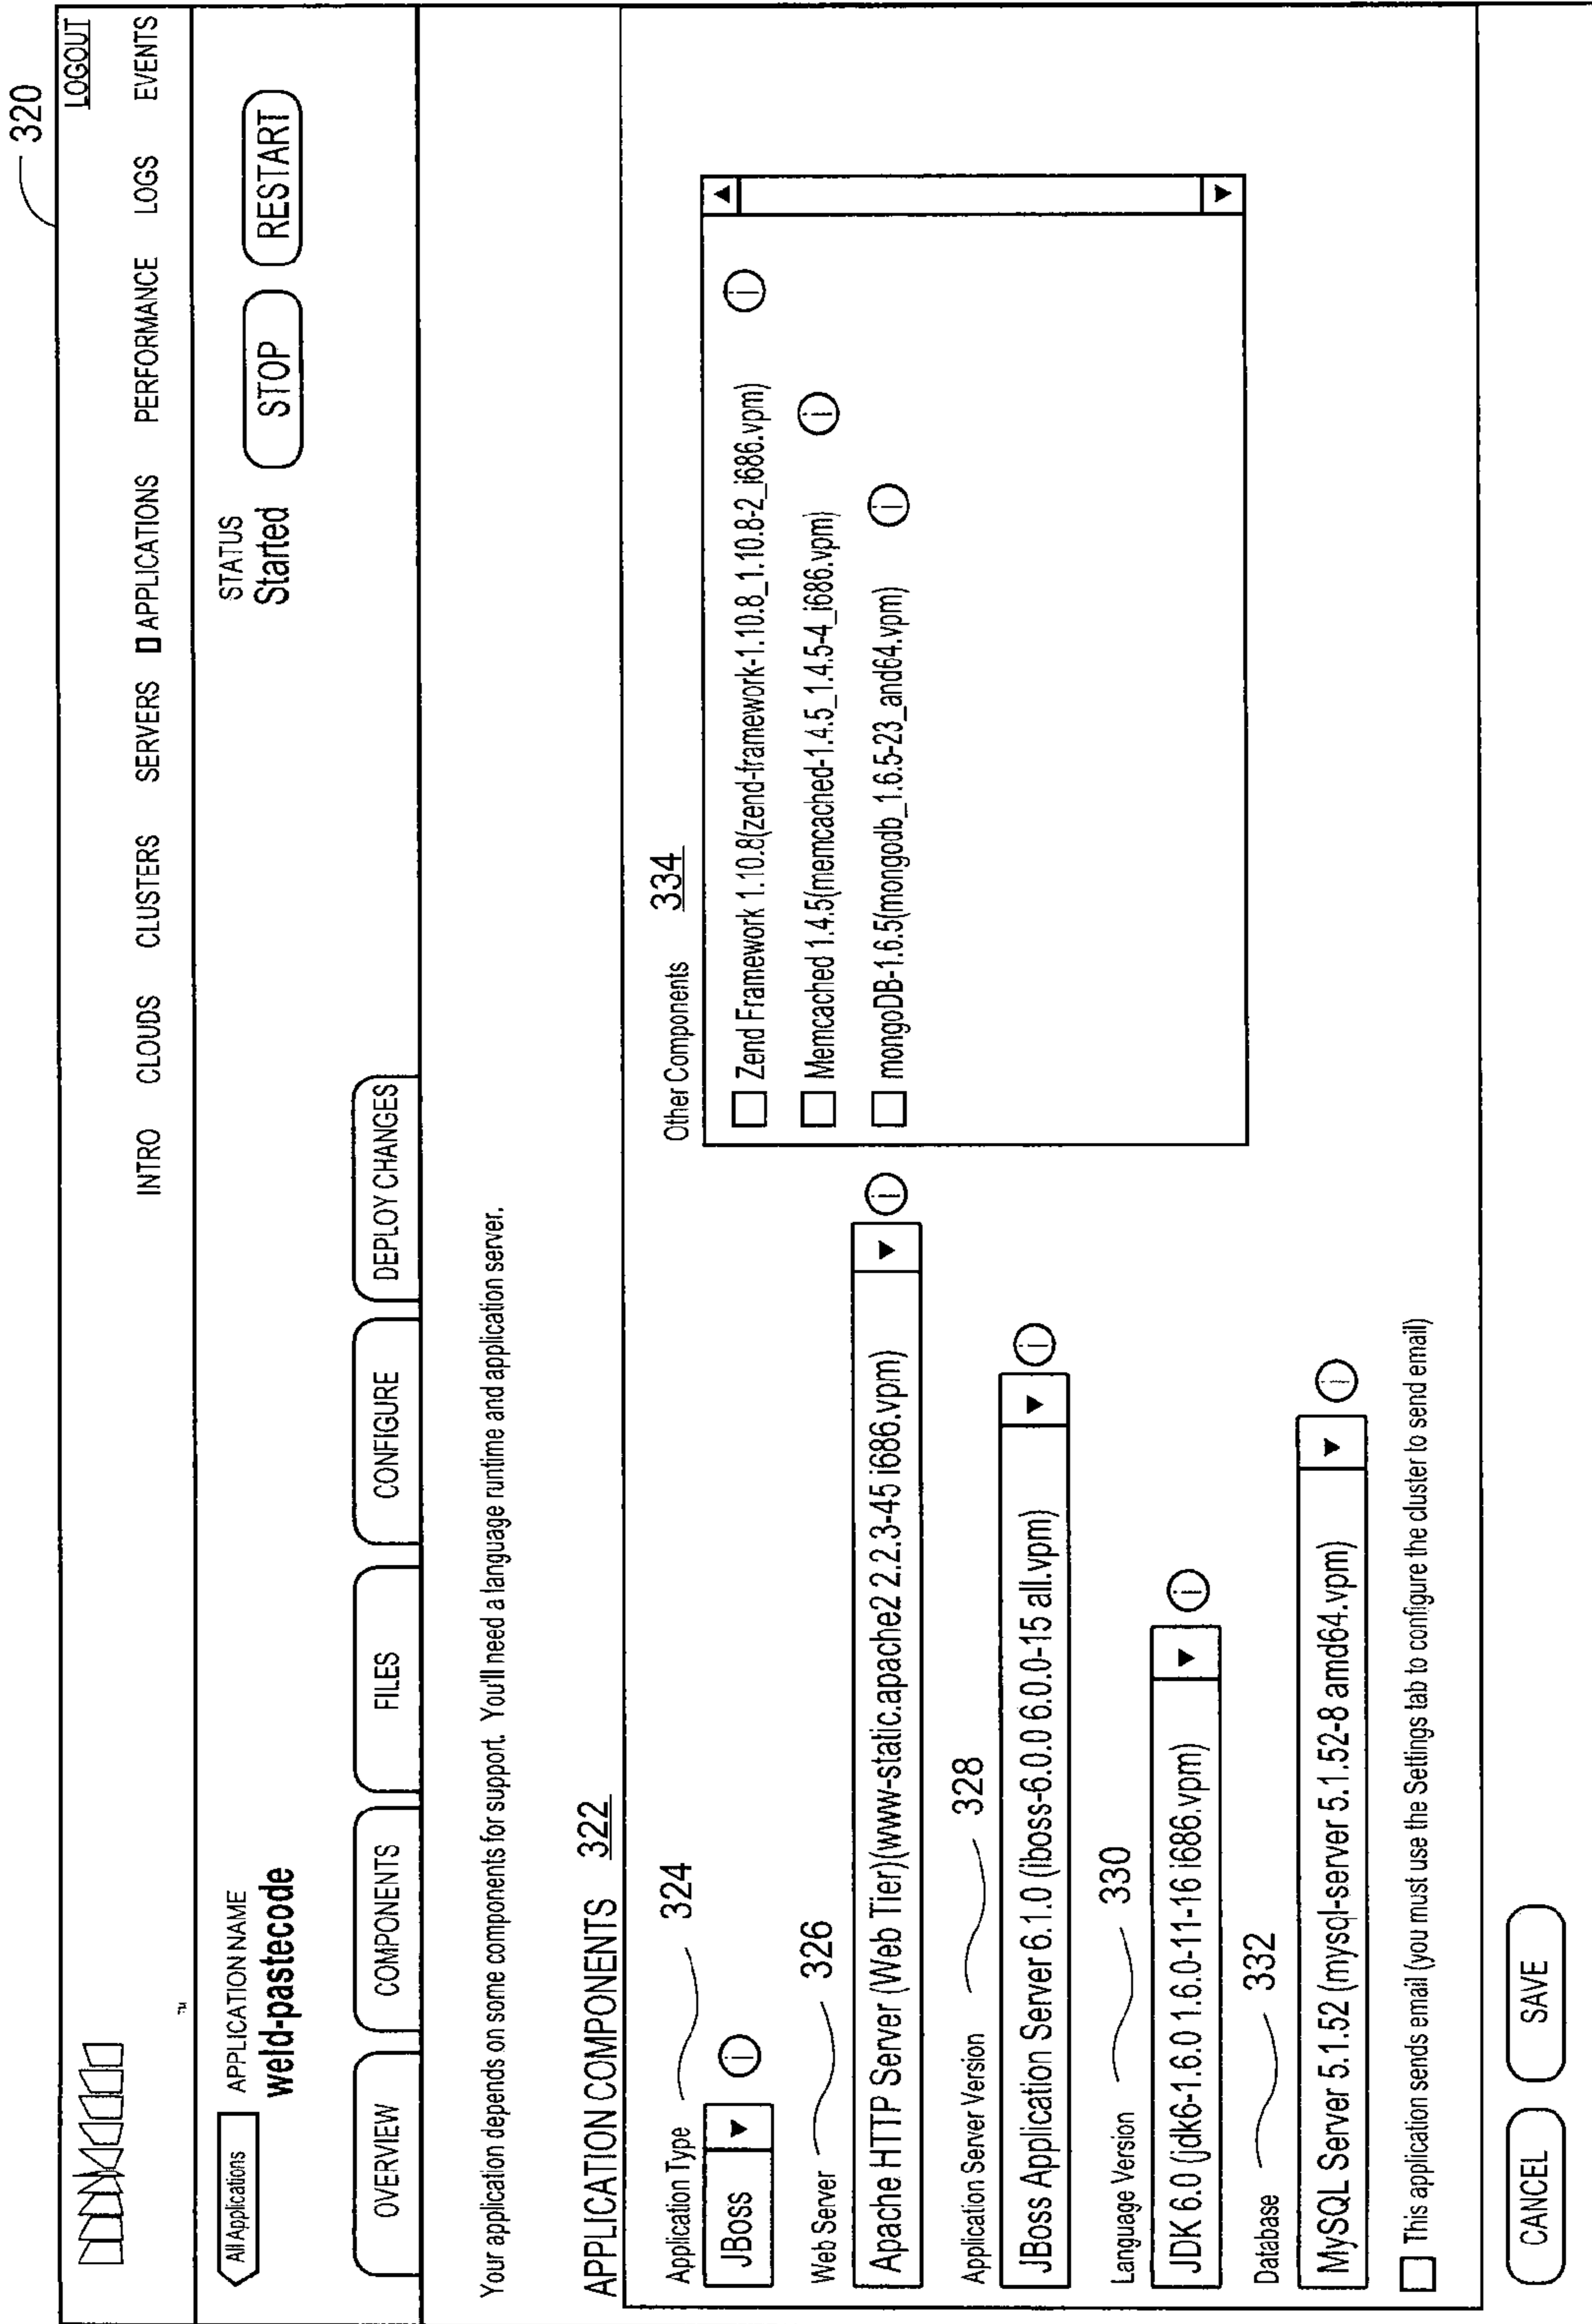 320
LOGOUT
INTRO CLOUDS CLUSTERS SERVERS APPLICATIONS PERFORMANCE LOGS EVENTS
TM
All Applications
APPLICATION NAME
weld-pastecode
STATUS
Started
STOP
RESTART
OVERVIEW
COMPONENTS
FILES
CONFIGURE
DEPLOY CHANGES
Your application depends on some components for support. You'll need a language runtime and application server.
APPLICATION COMPONENTS 322
Application Type 324
JBoss
i
Web Server 326
Apache HTTP Server (Web Tier)(www-static.apache2 2.2.3-45 i686.vpm)
i
Application Server Version 328
JBoss Application Server 6.1.0 (iboss-6.0.0 6.0.0-15 all.vpm)
i
Language Version 330
JDK 6.0 (jdk6-1.6.0 1.6.0-11-16 i686.vpm)
i
Database 332
MySQL Server 5.1.52 (mysql-server 5.1.52-8 amd64.vpm)
i
This application sends email (you must use the Settings tab to configure the cluster to send email)
Other Components 334
Zend Framework 1.10.8(zend-framework-1.10.8_1.10.8-2_i686.vpm) i
Memcached 1.4.5(memcached-1.4.5_1.4.5-4_i686.vpm) i
mongoDB-1.6.5(mongodb_1.6.5-23_and64.vpm) i
CANCEL
SAVE